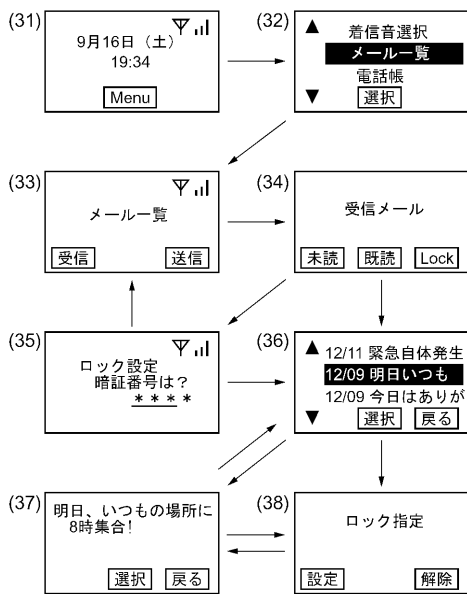 (31)
9月16日（土）
19:34
Menu
(32)
▲
着信音選択
メール一覧
電話帳
▼
選択
(33)
メール一覧
受信
送信
(34)
受信メール
未読
既読
Lock
(35)
ロック設定
暗証番号は？
＊＊＊＊
(36)
▲
12/11 緊急自体発生
12/09 明日いつも
12/09 今日はありが
▼
選択
戻る
(37)
明日、いつもの場所に
8時集合!
選択
戻る
(38)
ロック指定
設定
解除